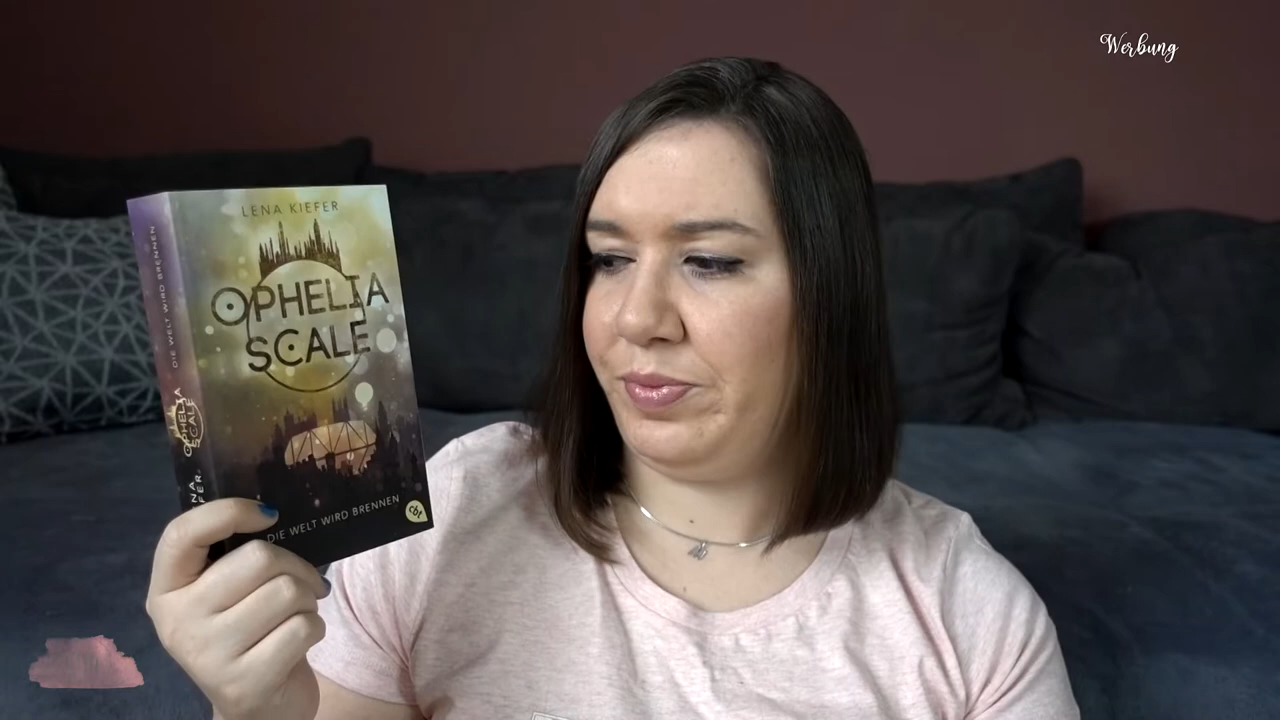 Werbung
LENA KIEFER
OPHELIA
SCALE
DIE WELT WIRD BRENNEN
cbt
DIE WELT WIRD BRENNEN
OPHELIA
SCALE